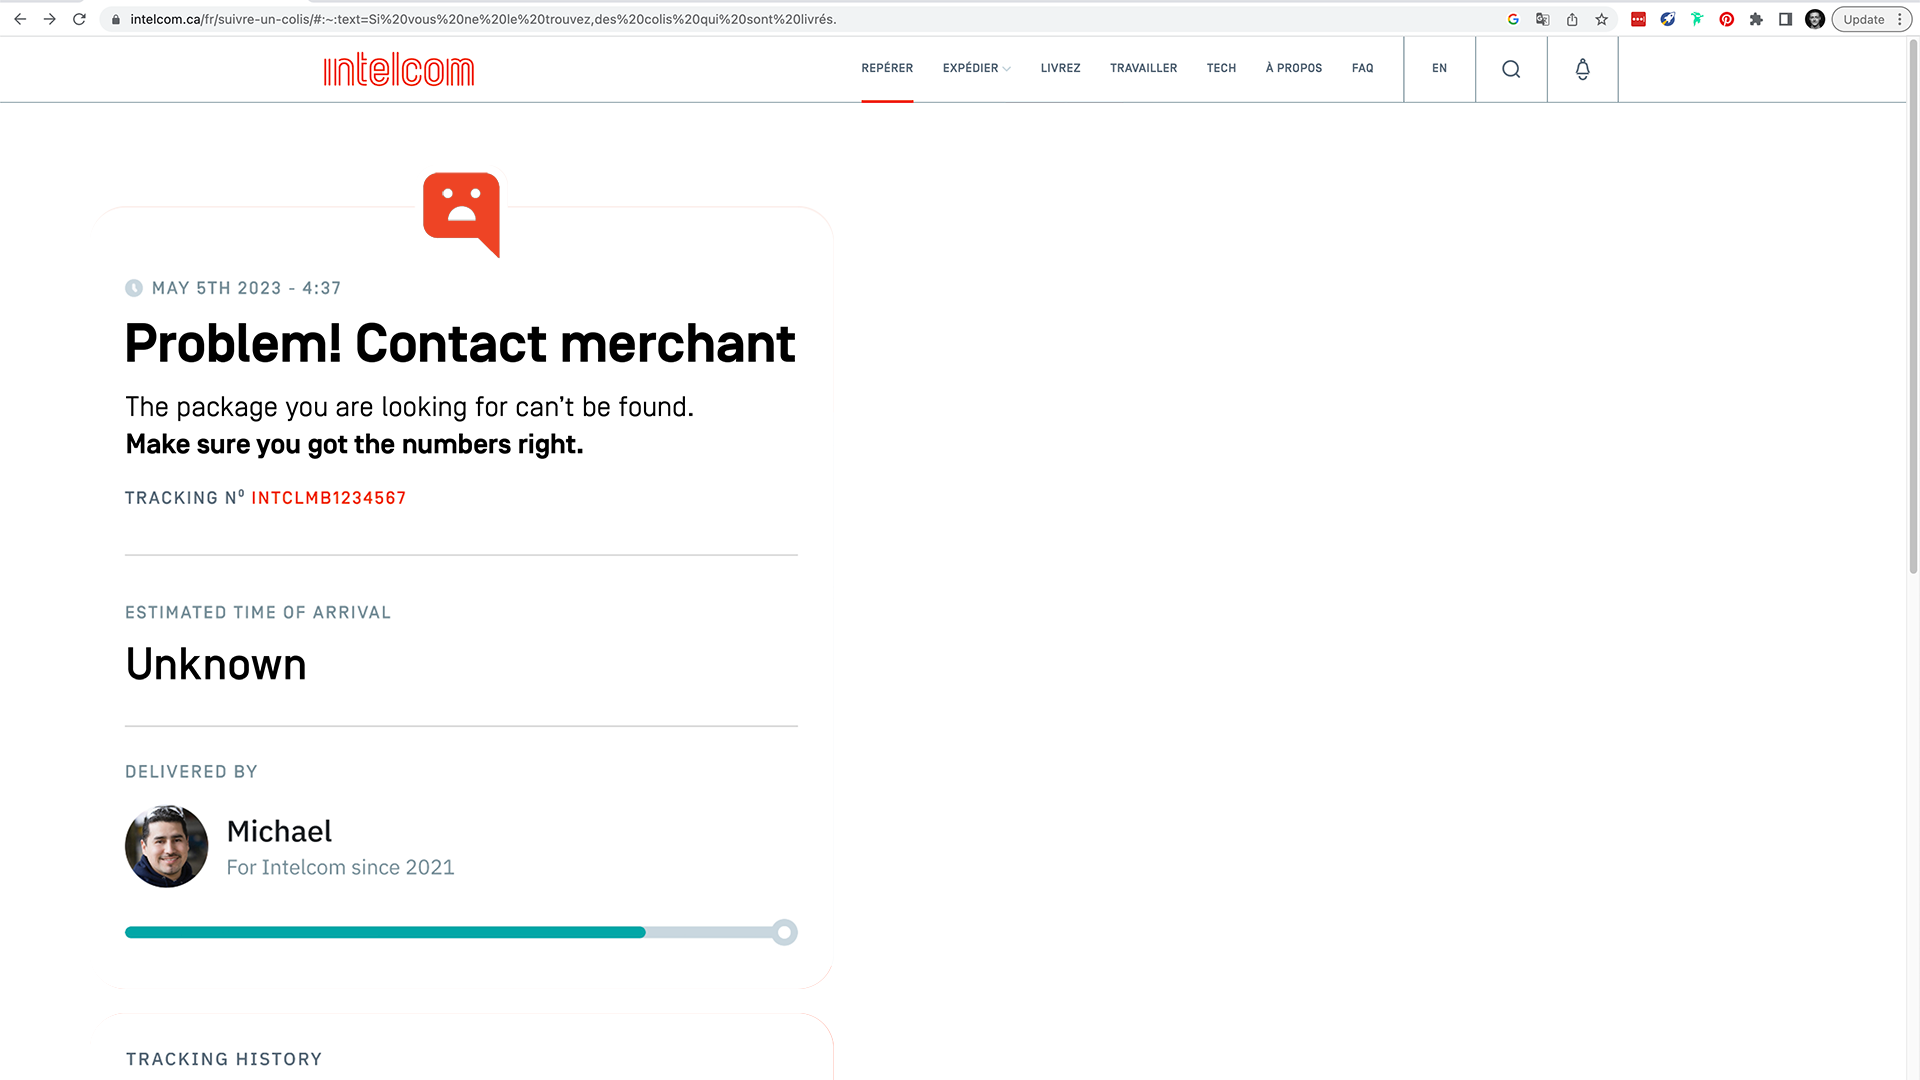 intelcom.ca/fr/suivre-un-colis/#:~:text=Si%20vous%20ne%20le%20trouvez,des%20colis%20qui%20sont%20livrés.
Update
intelcom
REPÉRER
EXPÉDIER
LIVREZ
TRAVAILLER
TECH
À PROPOS
FAQ
EN
MAY 5TH 2023 - 4:37
Problem! Contact merchant
The package you are looking for can’t be found.
Make sure you got the numbers right.
TRACKING Nº INTCLMB1234567
ESTIMATED TIME OF ARRIVAL
Unknown
DELIVERED BY
Michael
For Intelcom since 2021
TRACKING HISTORY